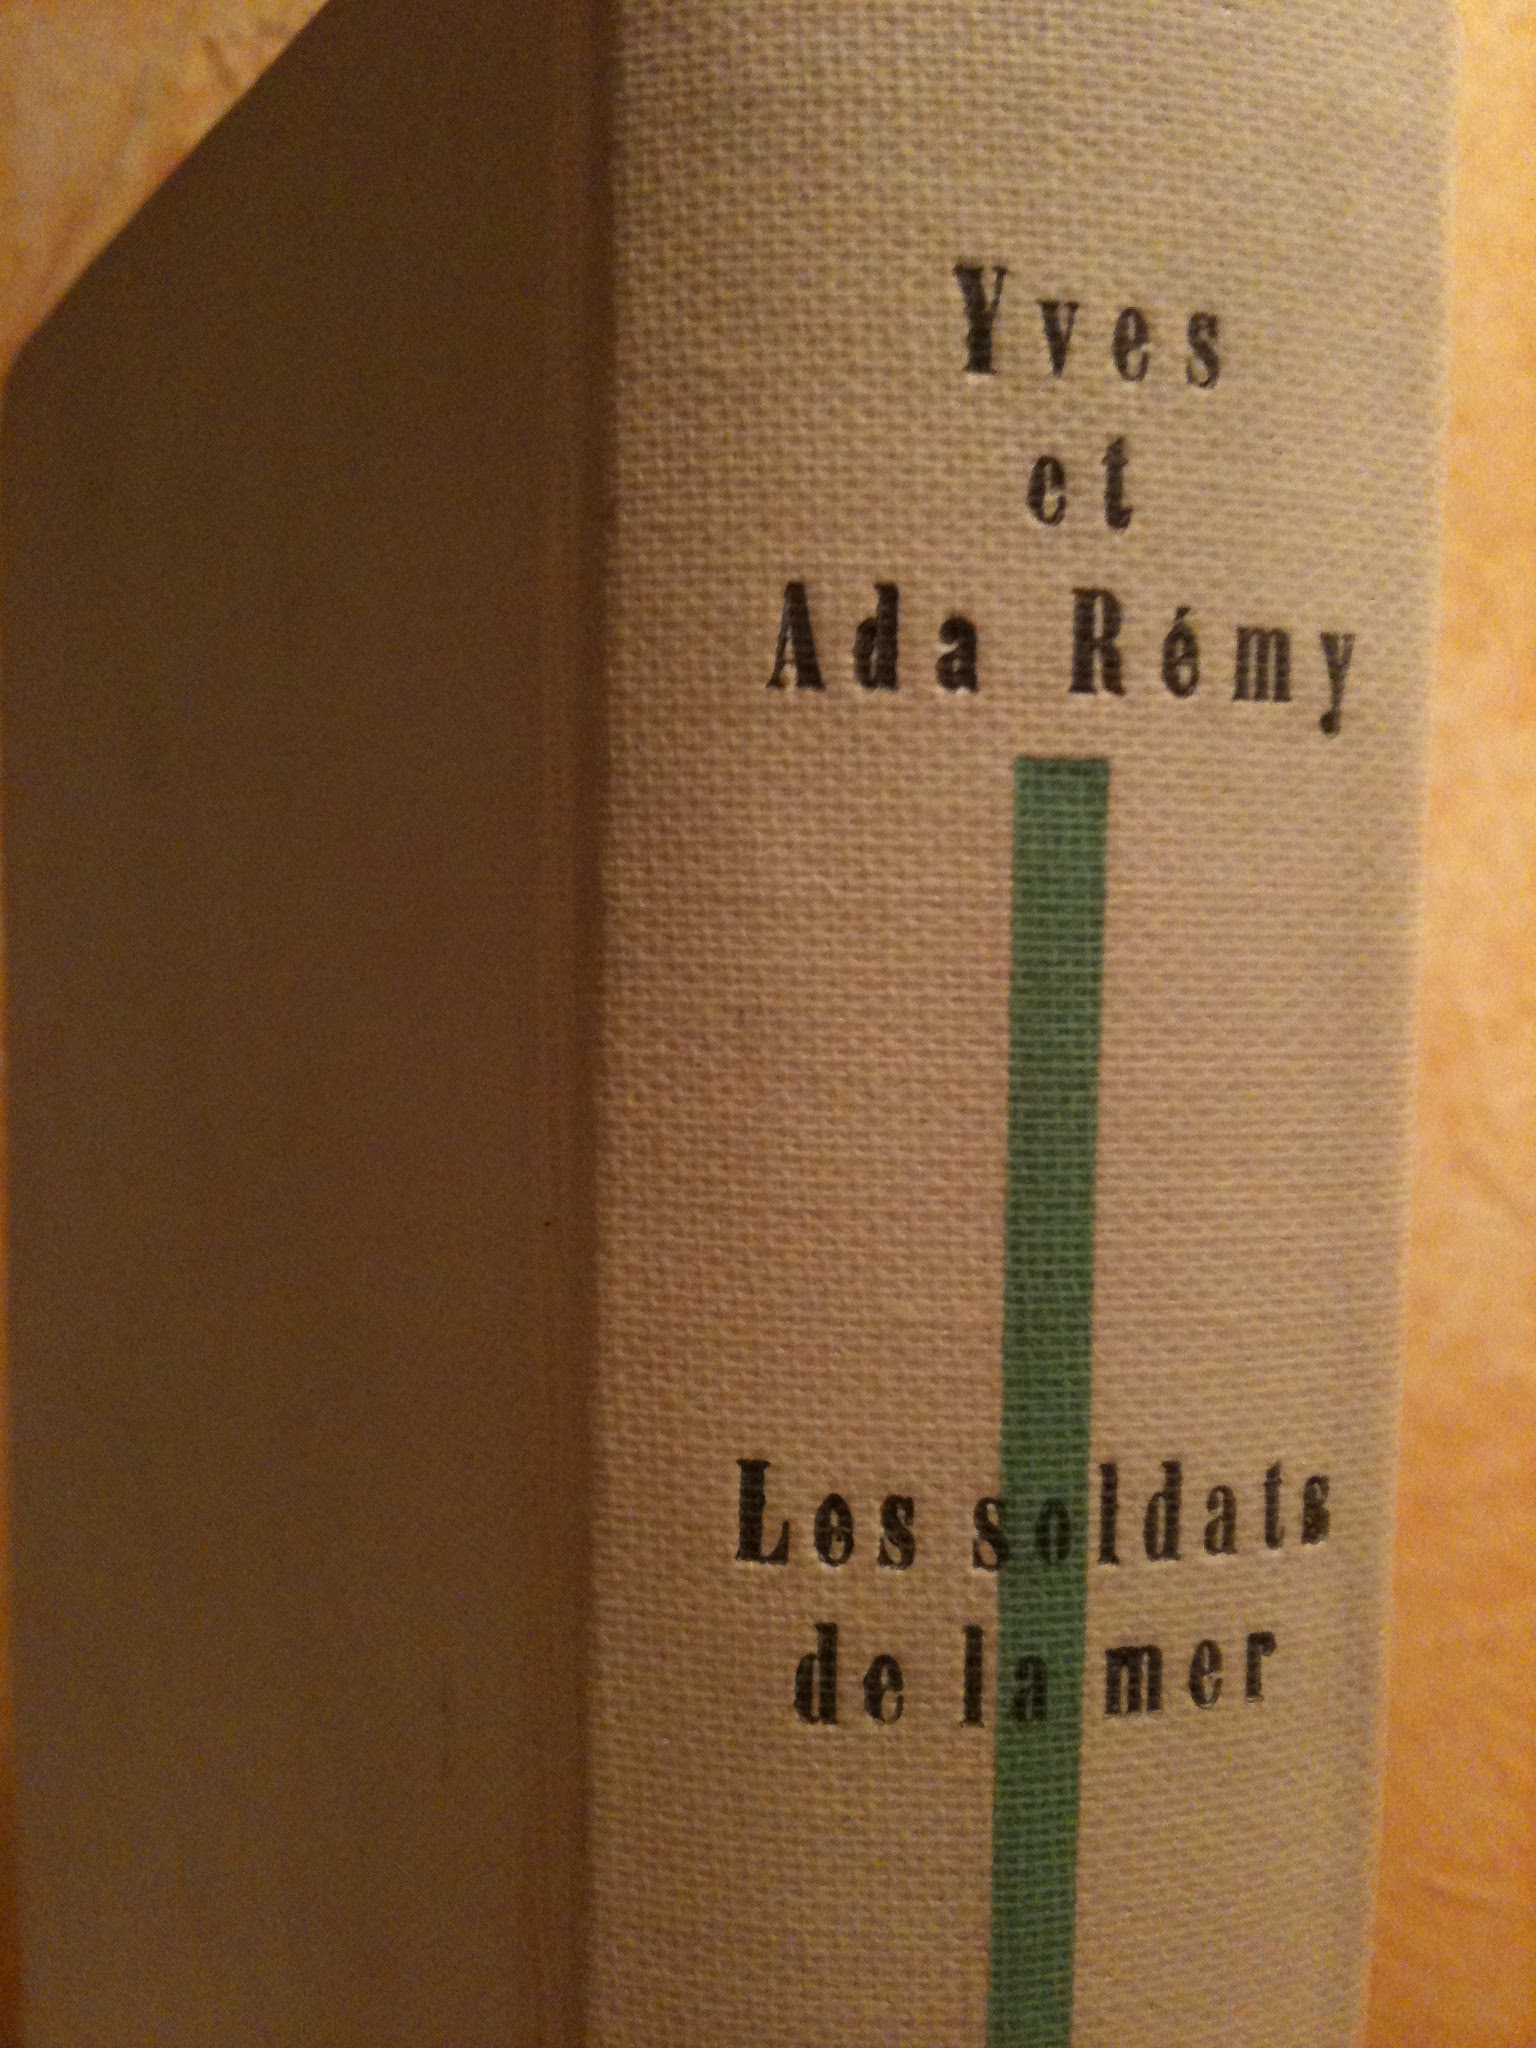 Yves
et
Ada Rémy
Les soldats
de la mer